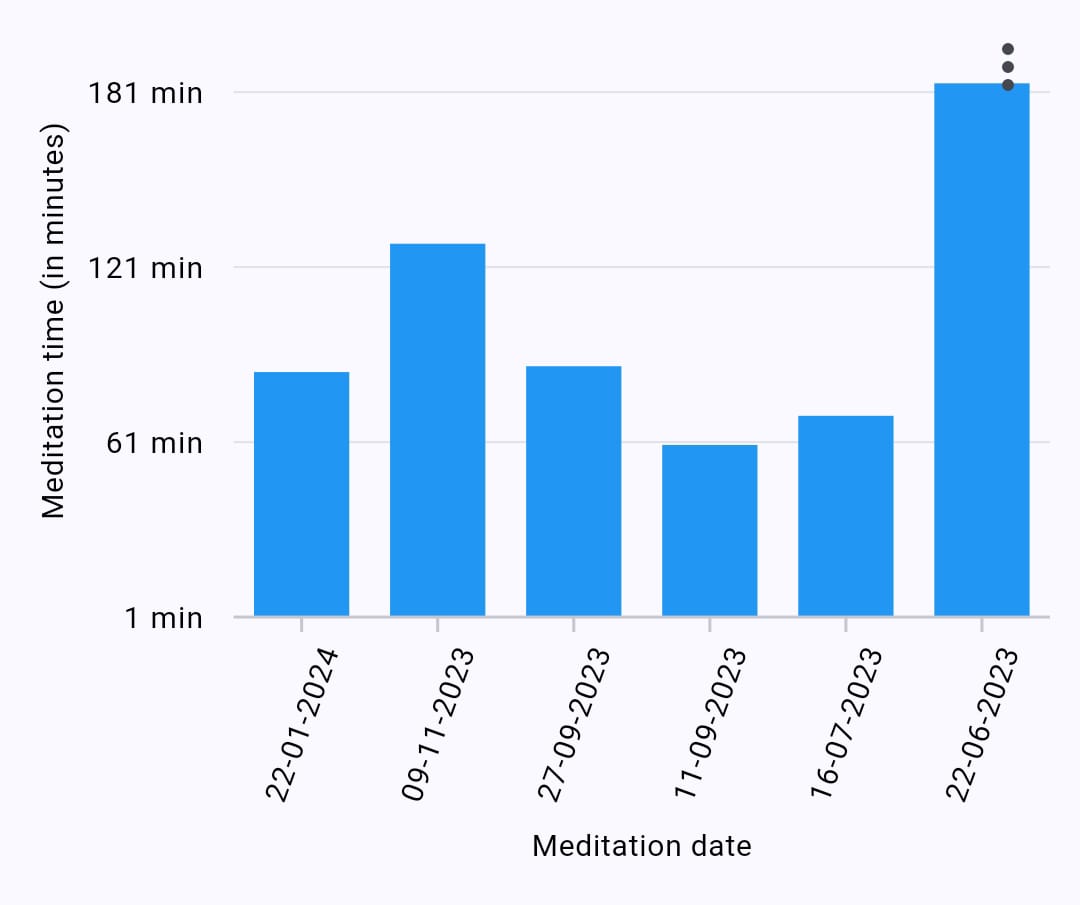 181 min
121 min
61 min
1 min
Meditation time (in minutes)
22-01-2024
09-11-2023
27-09-2023
11-09-2023
16-07-2023
22-06-2023
Meditation date